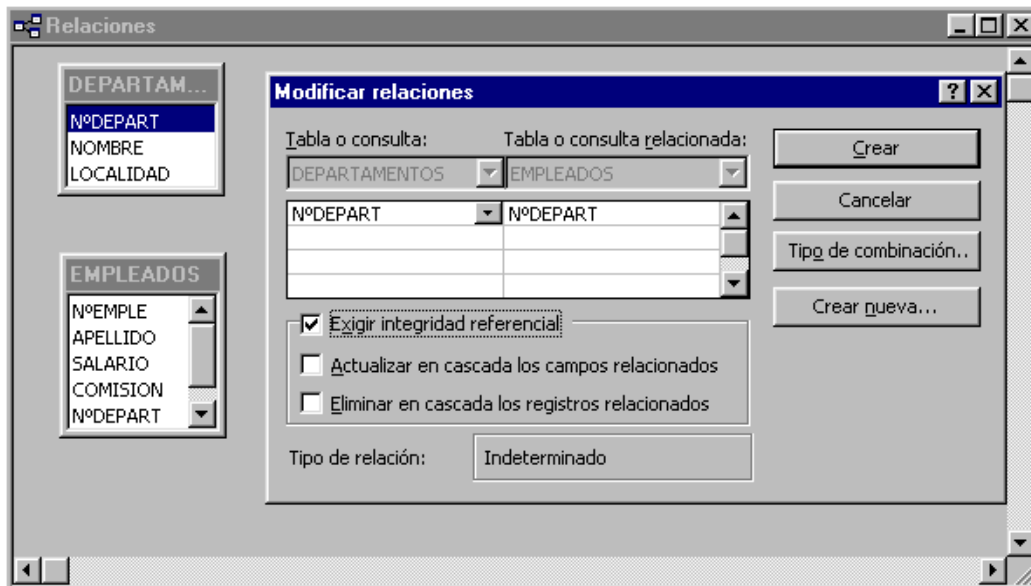 Relaciones
DEPARTAM...
NºDEPART
NOMBRE
LOCALIDAD
EMPLEADOS
NºEMPLE
APELLIDO
SALARIO
COMISION
NºDEPART
Modificar relaciones
Tabla o consulta: Tabla o consulta relacionada:
DEPARTAMENTOS EMPLEADOS
NºDEPART NºDEPART
Exigir integridad referencial
Actualizar en cascada los campos relacionados
Eliminar en cascada los registros relacionados
Tipo de relación: Indeterminado
Crear
Cancelar
Tipo de combinación..
Crear nueva...